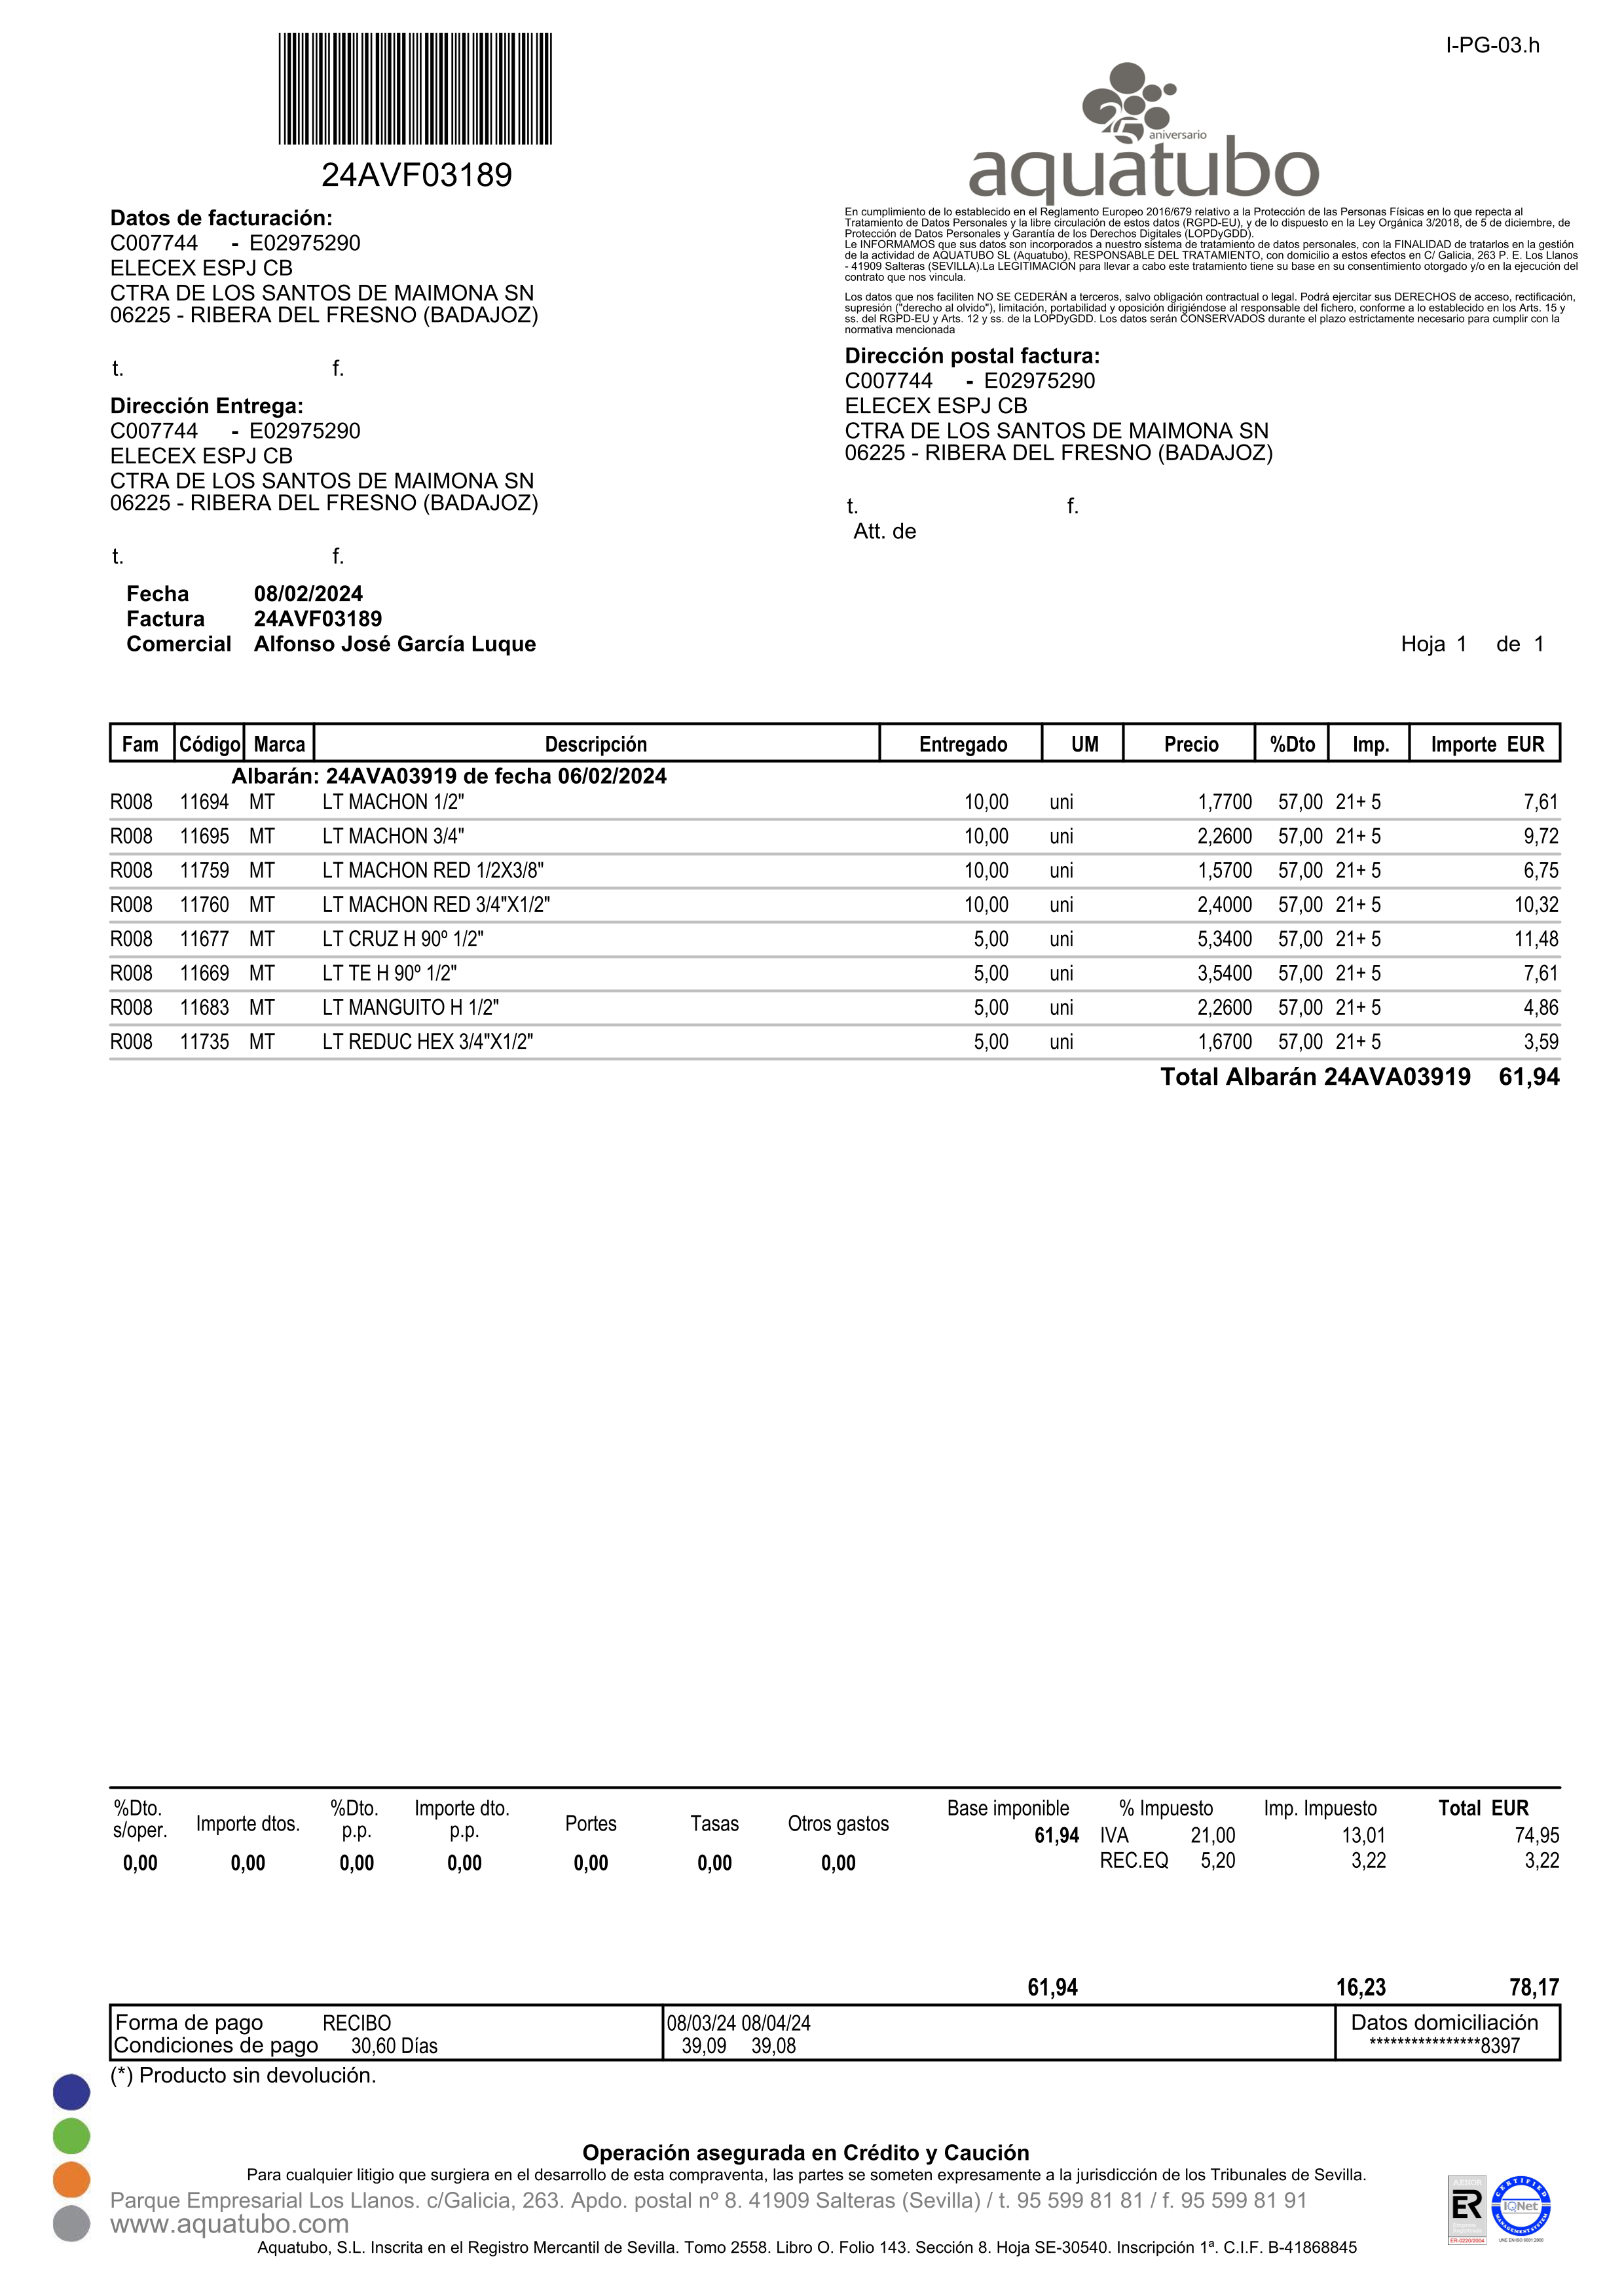 I-PG-03.h
24AVF03189
25 aniversario
aquatubo
Datos de facturación:
C007744 - E02975290
ELECEX ESPJ CB
CTRA DE LOS SANTOS DE MAIMONA SN
06225 - RIBERA DEL FRESNO (BADAJOZ)
t. f.
Dirección Entrega:
C007744 - E02975290
ELECEX ESPJ CB
CTRA DE LOS SANTOS DE MAIMONA SN
06225 - RIBERA DEL FRESNO (BADAJOZ)
t. f.
En cumplimiento de lo establecido en el Reglamento Europeo 2016/679 relativo a la Protección de las Personas Físicas en lo que repecta al
Tratamiento de Datos Personales y la libre circulación de estos datos (RGPD-EU), y de lo dispuesto en la Ley Orgánica 3/2018, de 5 de diciembre, de
Protección de Datos Personales y Garantía de los Derechos Digitales (LOPDyGDD).
Le INFORMAMOS que sus datos son incorporados a nuestro sistema de tratamiento de datos personales, con la FINALIDAD de tratarlos en la gestión
de la actividad de AQUATUBO SL (Aquatubo), RESPONSABLE DEL TRATAMIENTO, con domicilio a estos efectos en C/ Galicia, 263 P. E. Los Llanos
- 41909 Salteras (SEVILLA).La LEGITIMACIÓN para llevar a cabo este tratamiento tiene su base en su consentimiento otorgado y/o en la ejecución del
contrato que nos vincula.
Los datos que nos faciliten NO SE CEDERÁN a terceros, salvo obligación contractual o legal. Podrá ejercitar sus DERECHOS de acceso, rectificación,
supresión ("derecho al olvido"), limitación, portabilidad y oposición dirigiéndose al responsable del fichero, conforme a lo establecido en los Arts. 15 y
ss. del RGPD-EU y Arts. 12 y ss. de la LOPDyGDD. Los datos serán CONSERVADOS durante el plazo estrictamente necesario para cumplir con la
normativa mencionada
Dirección postal factura:
C007744 - E02975290
ELECEX ESPJ CB
CTRA DE LOS SANTOS DE MAIMONA SN
06225 - RIBERA DEL FRESNO (BADAJOZ)
t. f.
Att. de
Fecha 08/02/2024
Factura 24AVF03189
Comercial Alfonso José García Luque
Hoja 1 de 1
Fam Código Marca Descripción Entregado UM Precio %Dto Imp. Importe EUR
Albarán: 24AVA03919 de fecha 06/02/2024
R008 11694 MT LT MACHON 1/2" 10,00 uni 1,7700 57,00 21+ 5 7,61
R008 11695 MT LT MACHON 3/4" 10,00 uni 2,2600 57,00 21+ 5 9,72
R008 11759 MT LT MACHON RED 1/2X3/8" 10,00 uni 1,5700 57,00 21+ 5 6,75
R008 11760 MT LT MACHON RED 3/4"X1/2" 10,00 uni 2,4000 57,00 21+ 5 10,32
R008 11677 MT LT CRUZ H 90º 1/2" 5,00 uni 5,3400 57,00 21+ 5 11,48
R008 11669 MT LT TE H 90º 1/2" 5,00 uni 3,5400 57,00 21+ 5 7,61
R008 11683 MT LT MANGUITO H 1/2" 5,00 uni 2,2600 57,00 21+ 5 4,86
R008 11735 MT LT REDUC HEX 3/4"X1/2" 5,00 uni 1,6700 57,00 21+ 5 3,59
Total Albarán 24AVA03919 61,94
%Dto. s/oper. Importe dtos. %Dto. p.p. Importe dto. p.p. Portes Tasas Otros gastos Base imponible % Impuesto Imp. Impuesto Total EUR
61,94 IVA 21,00 13,01 74,95
0,00 0,00 0,00 0,00 0,00 0,00 0,00 REC.EQ 5,20 3,22 3,22
61,94 16,23 78,17
Forma de pago RECIBO 08/03/24 08/04/24 Datos domiciliación
Condiciones de pago 30,60 Días 39,09 39,08 ****************8397
(*) Producto sin devolución.
Operación asegurada en Crédito y Caución
Para cualquier litigio que surgiera en el desarrollo de esta compraventa, las partes se someten expresamente a la jurisdicción de los Tribunales de Sevilla.
Parque Empresarial Los Llanos. c/Galicia, 263. Apdo. postal nº 8. 41909 Salteras (Sevilla) / t. 95 599 81 81 / f. 95 599 81 91
www.aquatubo.com
Aquatubo, S.L. Inscrita en el Registro Mercantil de Sevilla. Tomo 2558. Libro O. Folio 143. Sección 8. Hoja SE-30540. Inscripción 1ª. C.I.F. B-41868845
AENOR
ER
ER-0220/2004
CERTIFIED
IQNet
MANAGEMENT SYSTEM